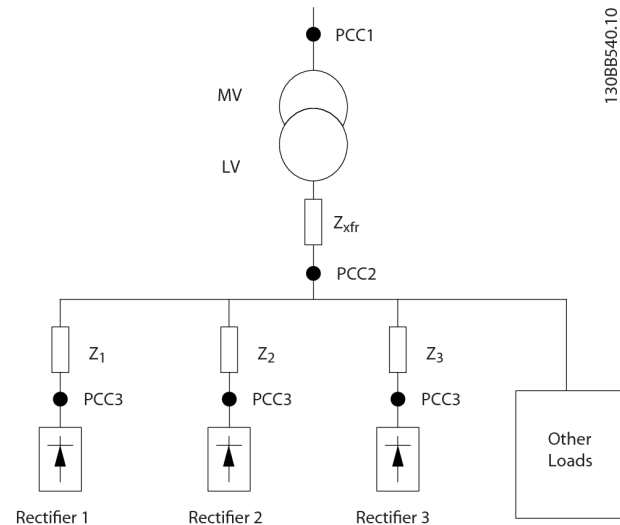 130BB540.10
PCC1
MV
LV
Zxfr
PCC2
Z1
Z2
Z3
PCC3
PCC3
PCC3
Other
Loads
Rectifier 1
Rectifier 2
Rectifier 3